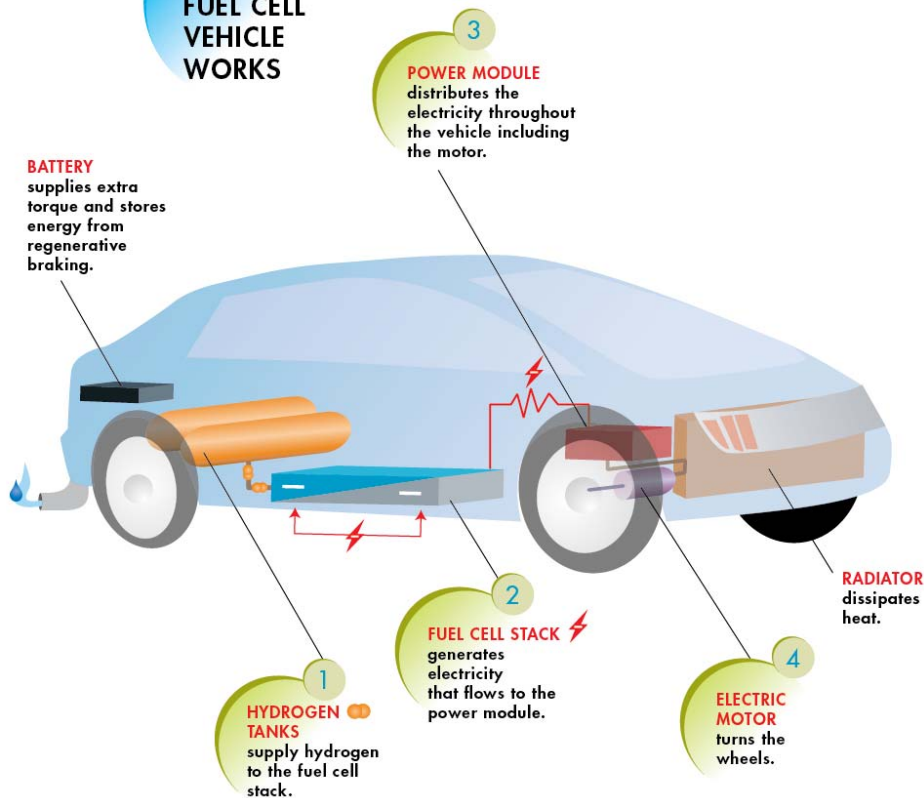 FUEL CELL
VEHICLE
WORKS
3
POWER MODULE
distributes the
electricity throughout
the vehicle including
the motor.
BATTERY
supplies extra
torque and stores
energy from
regenerative
braking.
RADIATOR
dissipates
heat.
2
FUEL CELL STACK
generates
electricity
that flows to the
power module.
4
ELECTRIC
MOTOR
turns the
wheels.
1
HYDROGEN
TANKS
supply hydrogen
to the fuel cell
stack.